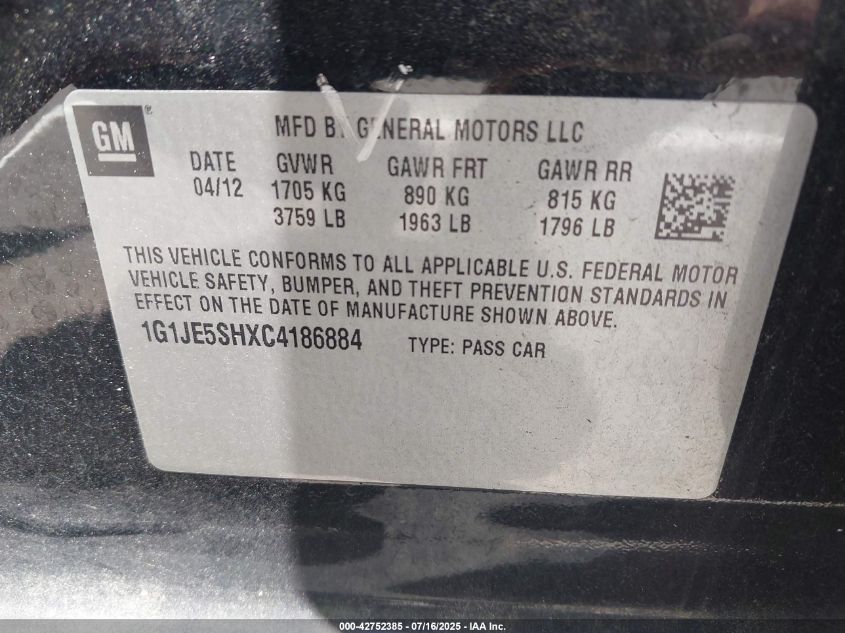 GM ®
MFD BY GENERAL MOTORS LLC
DATE GVWR GAWR FRT GAWR RR
04/12 1705 KG 890 KG 815 KG
3759 LB 1963 LB 1796 LB
THIS VEHICLE CONFORMS TO ALL APPLICABLE U.S. FEDERAL MOTOR
VEHICLE SAFETY, BUMPER, AND THEFT PREVENTION STANDARDS IN
EFFECT ON THE DATE OF MANUFACTURE SHOWN ABOVE.
1G1JE5SHXC4186884 TYPE: PASS CAR
000-42752385 - 07/16/2025 - IAA Inc.